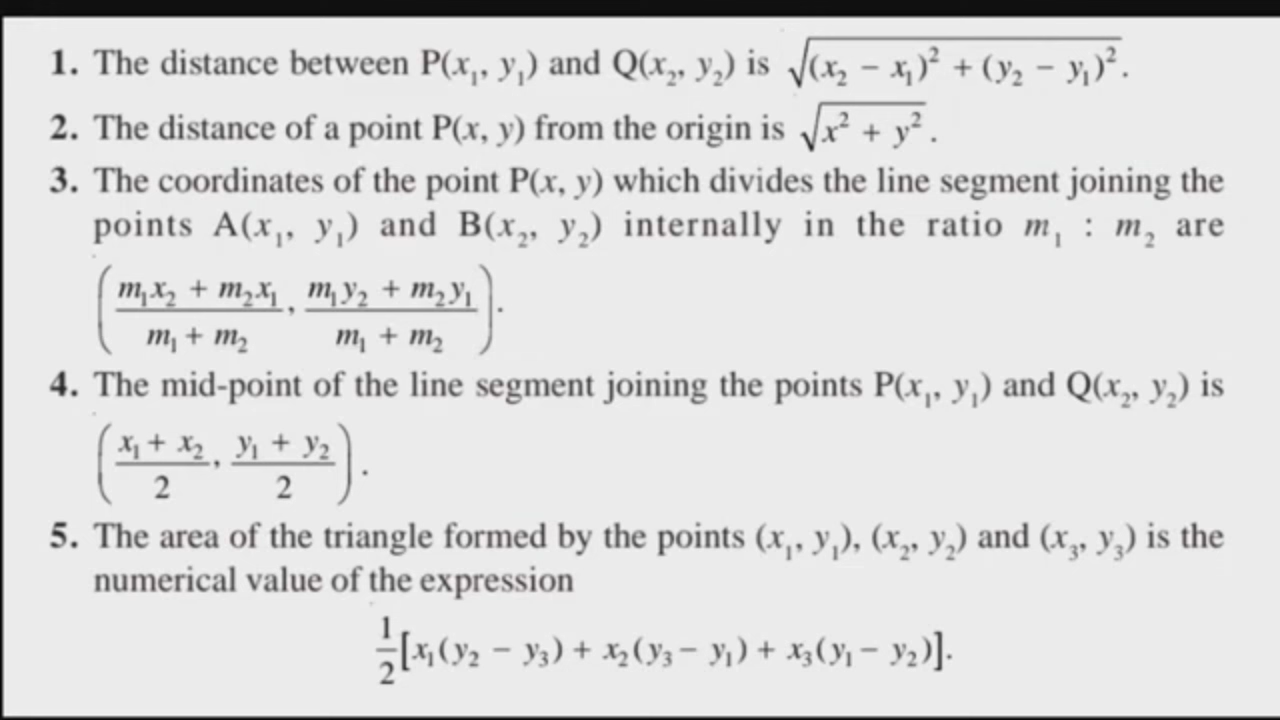 1. The distance between P(x₁, y₁) and Q(x₂, y₂) is √((x₂ − x₁)² + (y₂ − y₁)²).
2. The distance of a point P(x, y) from the origin is √(x² + y²).
3. The coordinates of the point P(x, y) which divides the line segment joining the
points A(x₁, y₁) and B(x₂, y₂) internally in the ratio m₁ : m₂ are
((m₁x₂ + m₂x₁)/(m₁ + m₂), (m₁y₂ + m₂y₁)/(m₁ + m₂)).
4. The mid-point of the line segment joining the points P(x₁, y₁) and Q(x₂, y₂) is
((x₁ + x₂)/2, (y₁ + y₂)/2).
5. The area of the triangle formed by the points (x₁, y₁), (x₂, y₂) and (x₃, y₃) is the
numerical value of the expression
1/2[x₁(y₂ − y₃) + x₂(y₃ − y₁) + x₃(y₁ − y₂)].